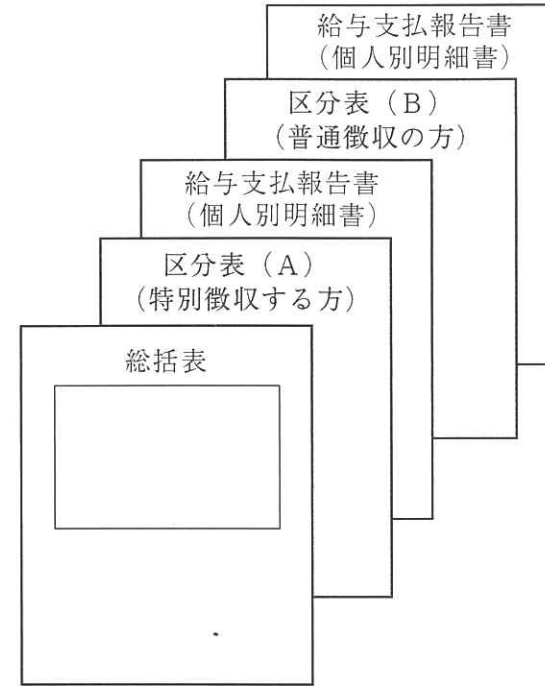 給与支払報告書
（個人別明細書）
区分表（B）
（普通徴収の方）
給与支払報告書
（個人別明細書）
区分表（A）
（特別徴収する方）
総括表